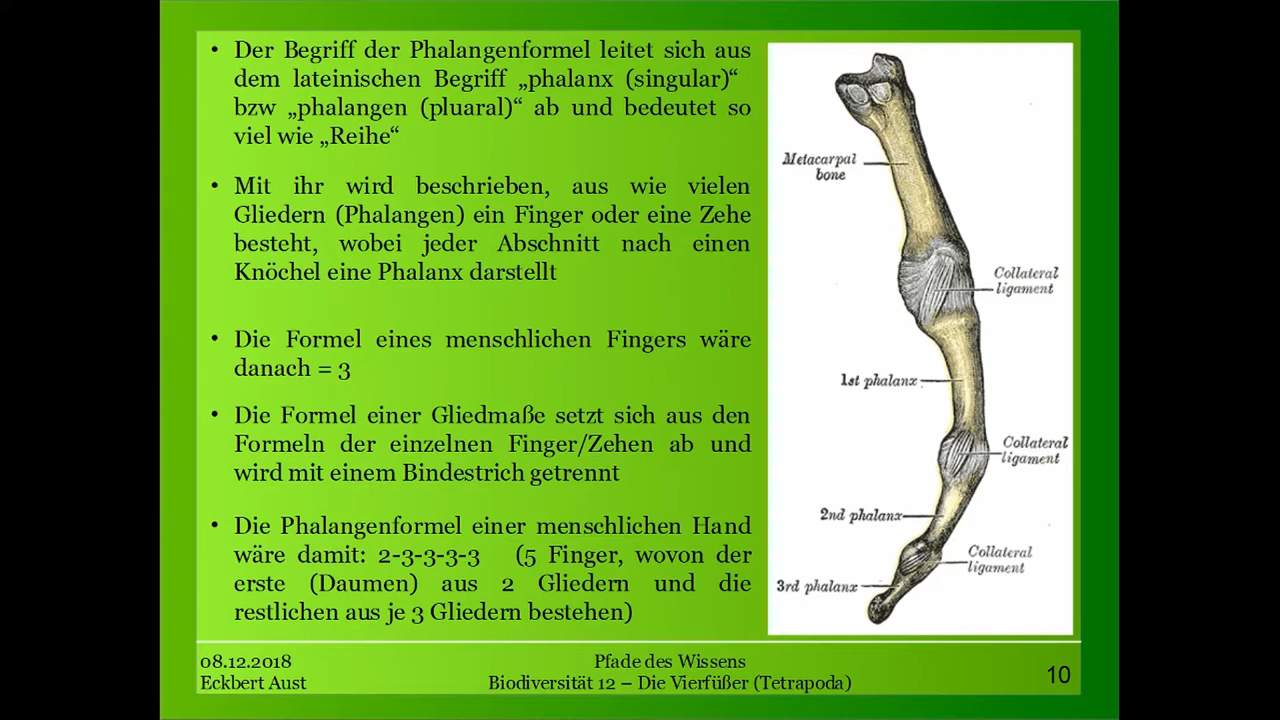 • Der Begriff der Phalangenformel leitet sich aus
dem lateinischen Begriff „phalanx (singular)“
bzw „phalangen (pluaral)“ ab und bedeutet so
viel wie „Reihe“
• Mit ihr wird beschrieben, aus wie vielen
Gliedern (Phalangen) ein Finger oder eine Zehe
besteht, wobei jeder Abschnitt nach einen
Knöchel eine Phalanx darstellt
• Die Formel eines menschlichen Fingers wäre
danach = 3
• Die Formel einer Gliedmaße setzt sich aus den
Formeln der einzelnen Finger/Zehen ab und
wird mit einem Bindestrich getrennt
• Die Phalangenformel einer menschlichen Hand
wäre damit: 2-3-3-3-3 (5 Finger, wovon der
erste (Daumen) aus 2 Gliedern und die
restlichen aus je 3 Gliedern bestehen)
Metacarpal
bone
Collateral
ligament
1st phalanx
Collateral
ligament
2nd phalanx
Collateral
ligament
3rd phalanx
08.12.2018
Eckbert Aust
Pfade des Wissens
Biodiversität 12 – Die Vierfüßer (Tetrapoda)
10